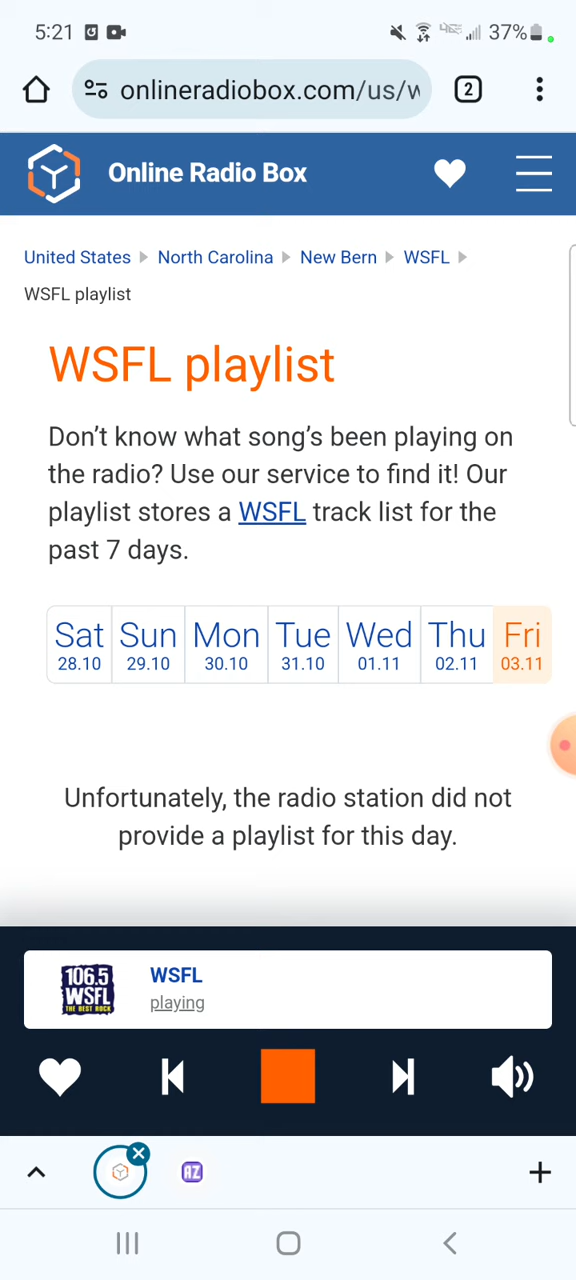 5:21
37%
onlineradiobox.com/us/w
2
Online Radio Box
United States North Carolina New Bern WSFL
WSFL playlist
WSFL playlist
Don't know what song's been playing on
the radio? Use our service to find it! Our
playlist stores a WSFL track list for the
past 7 days.
Sat Sun Mon Tue Wed Thu Fri
28.10 29.10 30.10 31.10 01.11 02.11 03.11
Unfortunately, the radio station did not
provide a playlist for this day.
106.5
WSFL
THE BEST ROCK
WSFL
playing
AZ